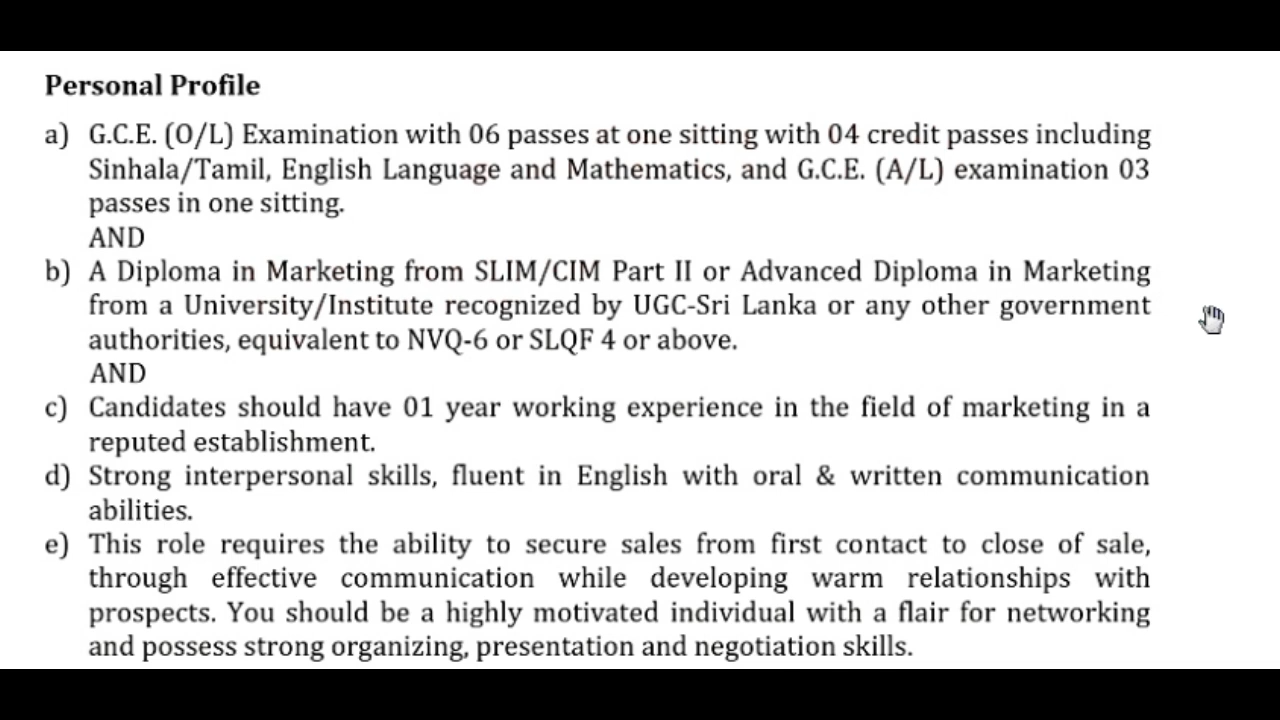 Personal Profile
a) G.C.E. (O/L) Examination with 06 passes at one sitting with 04 credit passes including
Sinhala/Tamil, English Language and Mathematics, and G.C.E. (A/L) examination 03
passes in one sitting.
AND
b) A Diploma in Marketing from SLIM/CIM Part II or Advanced Diploma in Marketing
from a University/Institute recognized by UGC-Sri Lanka or any other government
authorities, equivalent to NVQ-6 or SLQF 4 or above.
AND
c) Candidates should have 01 year working experience in the field of marketing in a
reputed establishment.
d) Strong interpersonal skills, fluent in English with oral & written communication
abilities.
e) This role requires the ability to secure sales from first contact to close of sale,
through effective communication while developing warm relationships with
prospects. You should be a highly motivated individual with a flair for networking
and possess strong organizing, presentation and negotiation skills.